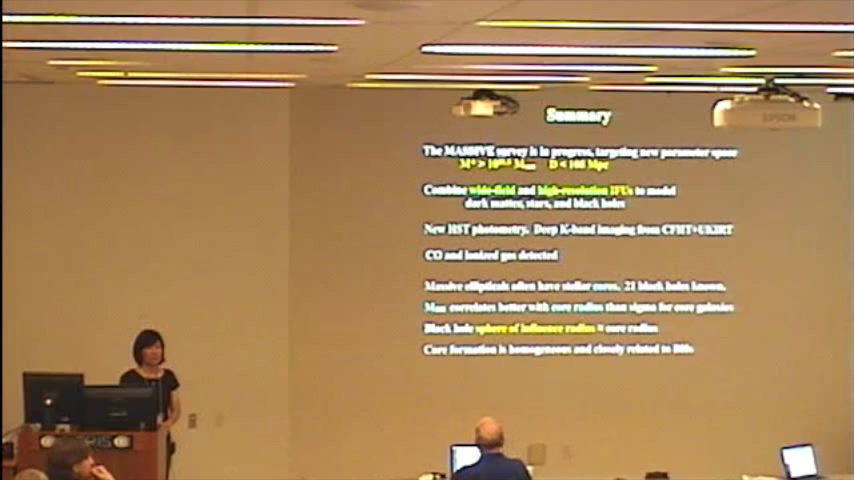 Summary
The MASSIVE survey is in progress, targeting new parameter space
D < 108 Mpc
Combine wide-field and high-resolution IFUs to model
dark matter, stars, and black holes
New HST photometry. Deep K-band imaging from CFHT+UKIRT
CO and ionized gas detected
Massive ellipticals often have stellar cores. 21 black holes known.
correlates better with core radius than sigma for core galaxies
Black hole sphere of influence radius ≈ core radius
Core formation is homogeneous and closely related to BHs
EPSON